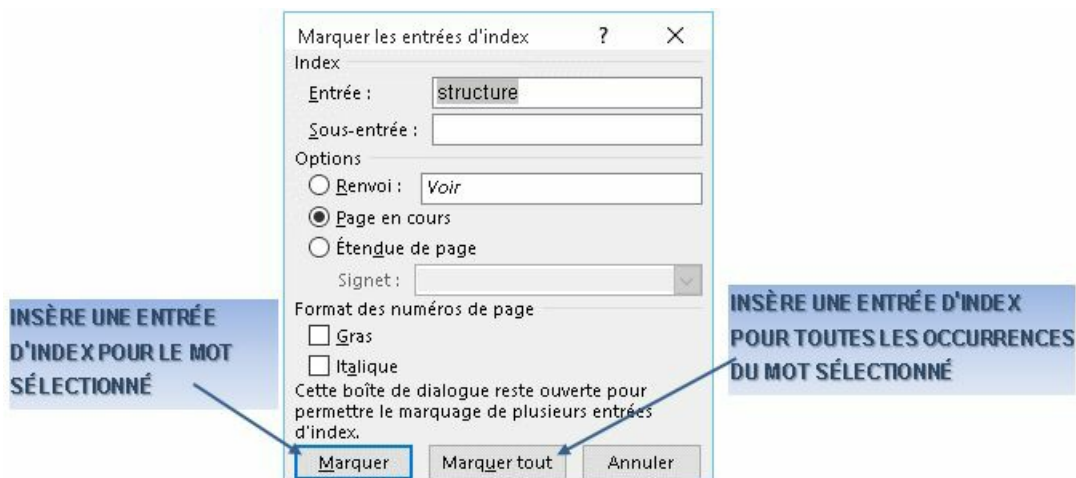 Marquer les entrées d'index ? X
Index
Entrée : structure
Sous-entrée :
Options
Renvoi : Voir
Page en cours
Étendue de page
Signet :
Format des numéros de page
Gras
Italique
Cette boîte de dialogue reste ouverte pour
permettre le marquage de plusieurs entrées
d'index.
Marquer Marquer tout Annuler
INSÈRE UNE ENTRÉE
D'INDEX POUR LE MOT
SÉLECTIONNÉ
INSÈRE UNE ENTRÉE D'INDEX
POUR TOUTES LES OCCURRENCES
DU MOT SÉLECTIONNÉ